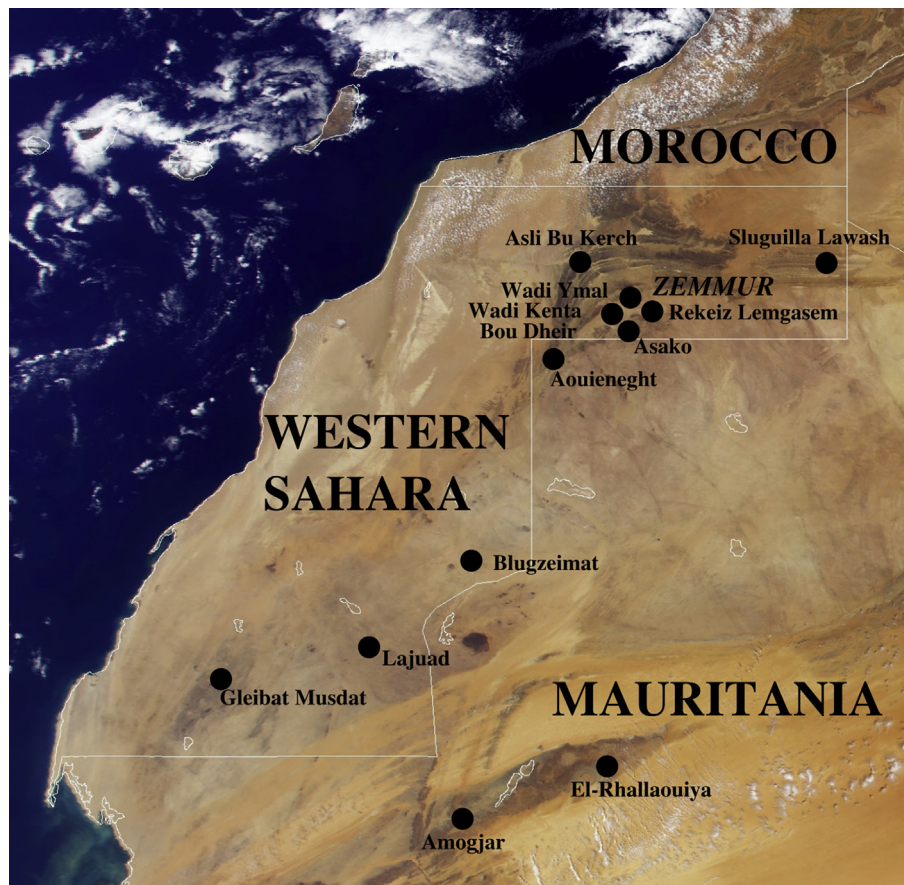 MOROCCO
Asli Bu Kerch
Sluguilla Lawash
Wadi Ymal
ZEMMUR
Wadi Kenta
Rekeiz Lemgasem
Bou Dheir
Asako
Aouieneght
WESTERN
SAHARA
Blugzeimat
Lajuad
Gleibat Musdat
MAURITANIA
El-Rhallaouiya
Amogjar